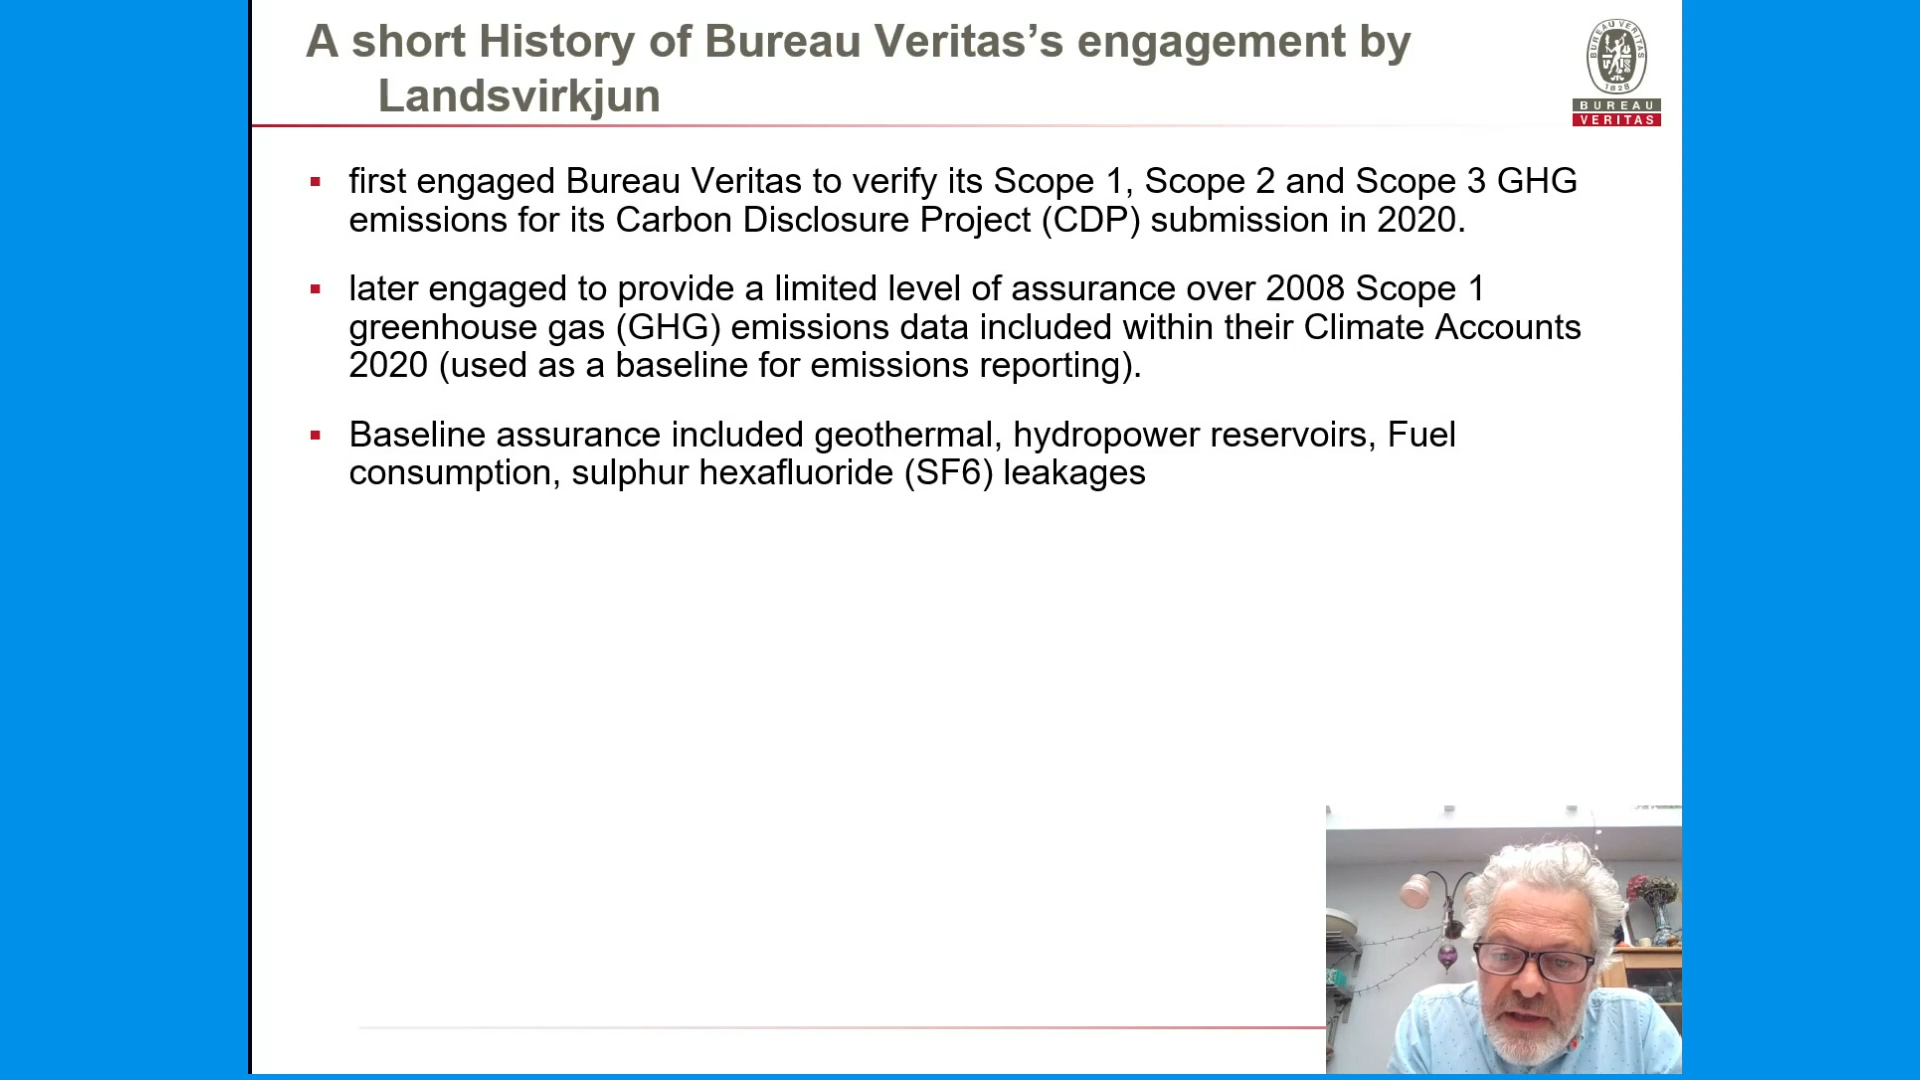 A short History of Bureau Veritas’s engagement by
Landsvirkjun
BUREAU VERITAS
1828
BUREAU
VERITAS
▪ first engaged Bureau Veritas to verify its Scope 1, Scope 2 and Scope 3 GHG
emissions for its Carbon Disclosure Project (CDP) submission in 2020.
▪ later engaged to provide a limited level of assurance over 2008 Scope 1
greenhouse gas (GHG) emissions data included within their Climate Accounts
2020 (used as a baseline for emissions reporting).
▪ Baseline assurance included geothermal, hydropower reservoirs, Fuel
consumption, sulphur hexafluoride (SF6) leakages